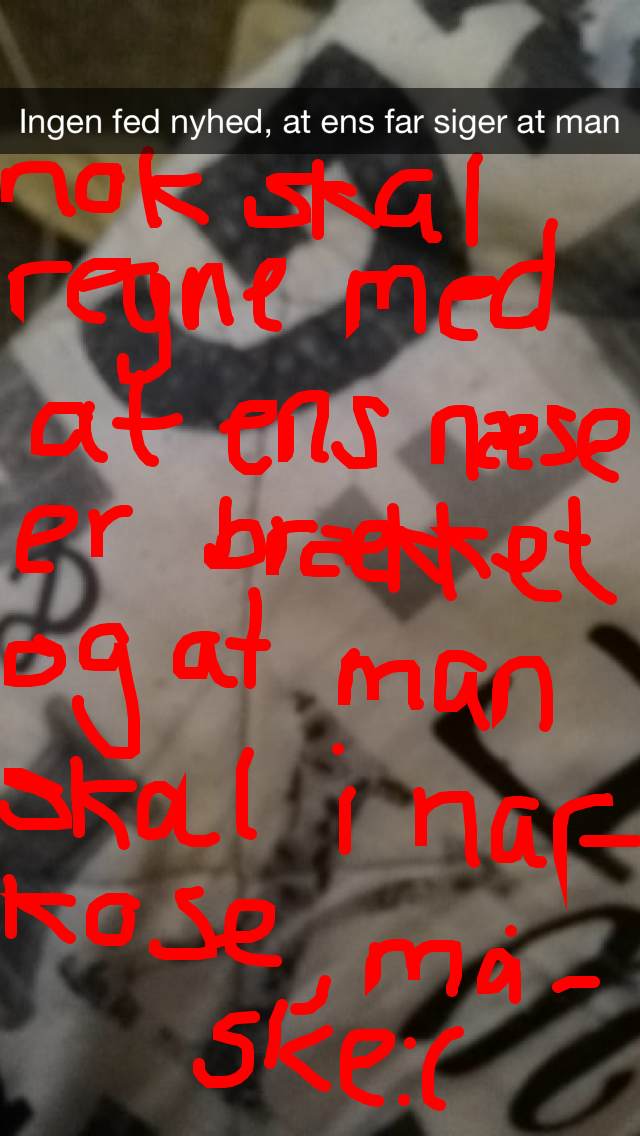 Ingen fed nyhed, at ens far siger at man
nok skal
regne med
at ens næse
er brækket
og at man
skal i nar-
kose, må-
ske:(